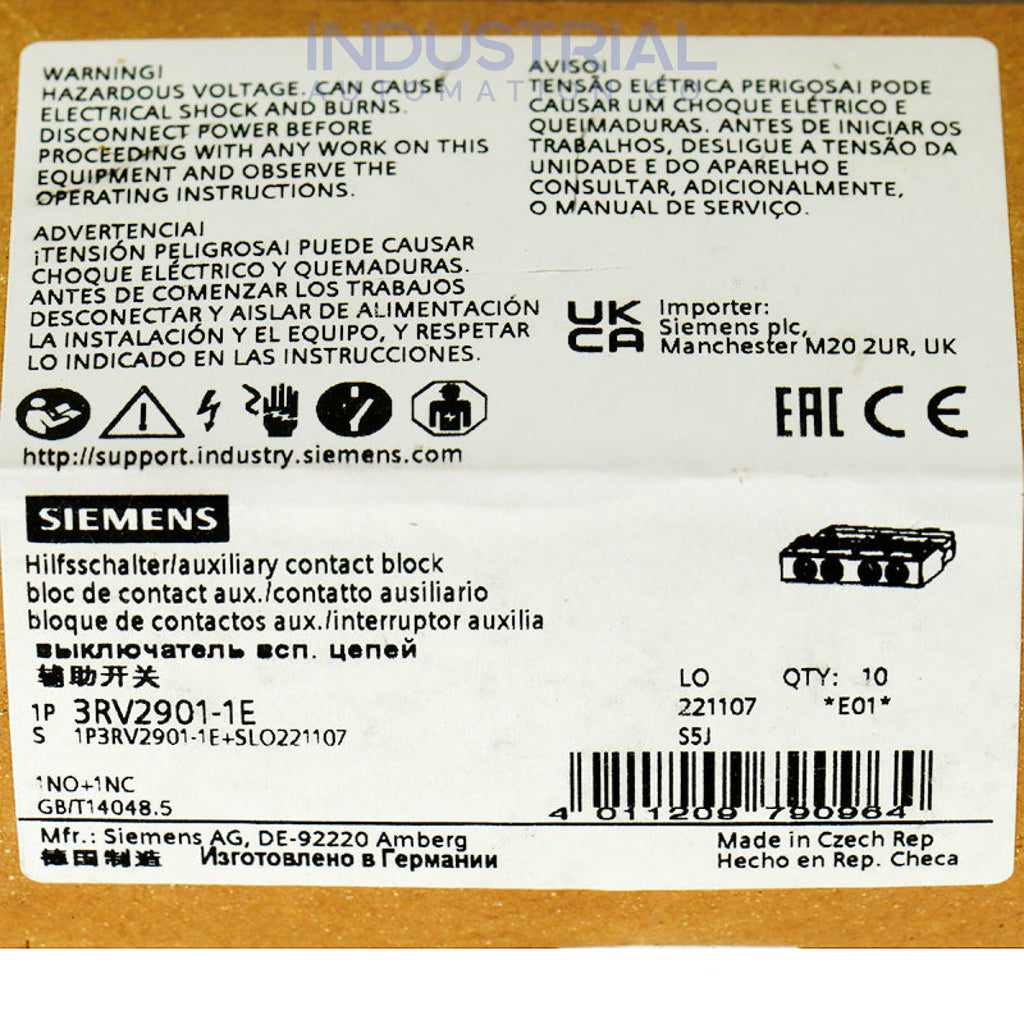 INDUSTRIAL
AUTOMATION CO
WARNING!
HAZARDOUS VOLTAGE. CAN CAUSE
ELECTRICAL SHOCK AND BURNS.
DISCONNECT POWER BEFORE
PROCEEDING WITH ANY WORK ON THIS
EQUIPMENT AND OBSERVE THE
OPERATING INSTRUCTIONS.
ADVERTENCIA!
¡TENSIÓN PELIGROSA! PUEDE CAUSAR
CHOQUE ELÉCTRICO Y QUEMADURAS.
ANTES DE COMENZAR LOS TRABAJOS
DESCONECTAR Y AISLAR DE ALIMENTACIÓN
LA INSTALACIÓN Y EL EQUIPO, Y RESPETAR
LO INDICADO EN LAS INSTRUCCIONES.
AVISO!
TENSÃO ELÉTRICA PERIGOSA! PODE
CAUSAR UM CHOQUE ELÉTRICO E
QUEIMADURAS. ANTES DE INICIAR OS
TRABALHOS, DESLIGUE A TENSÃO DA
UNIDADE E DO APARELHO E
CONSULTAR, ADICIONALMENTE,
O MANUAL DE SERVIÇO.
UK
CA
Importer:
Siemens plc,
Manchester M20 2UR, UK
EAC CE
http://support.industry.siemens.com
SIEMENS
Hilfsschalter/auxiliary contact block
bloc de contact aux./contatto ausiliario
bloque de contactos aux./interruptor auxilia
выключатель всп. цепей
辅助开关
1P 3RV2901-1E
S 1P3RV2901-1E+SLO221107
LO QTY: 10
221107 *E01*
S5J
1NO+1NC
GB/T14048.5
4 011209 790964
Mfr.: Siemens AG, DE-92220 Amberg
德国制造 Изготовлено в Германии
Made in Czech Rep
Hecho en Rep. Checa